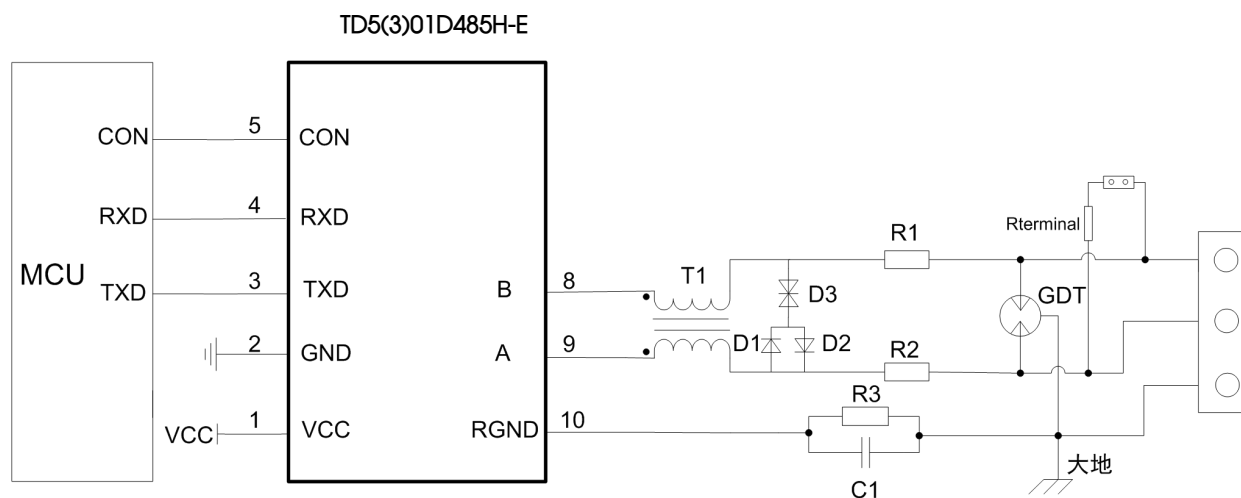 TD5(3)01D485H-E
CON 5 CON
RXD 4 RXD
MCU
TXD 3 TXD
2 GND
VCC 1 VCC
B 8
A 9
RGND 10
T1
D3
D1 D2
R1
R2
R3
C1
GDT
Rterminal
大地